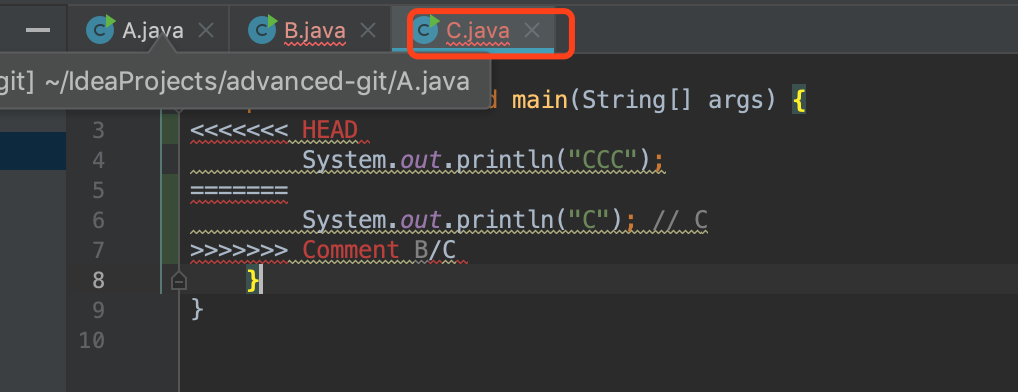 A.java B.java C.java
git] ~/IdeaProjects/advanced-git/A.java
main(String[] args) {
3 <<<<<<< HEAD
4 System.out.println("CCC");
5 =======
6 System.out.println("C"); // C
7 >>>>>>> Comment B/C
8 }
9 }
10